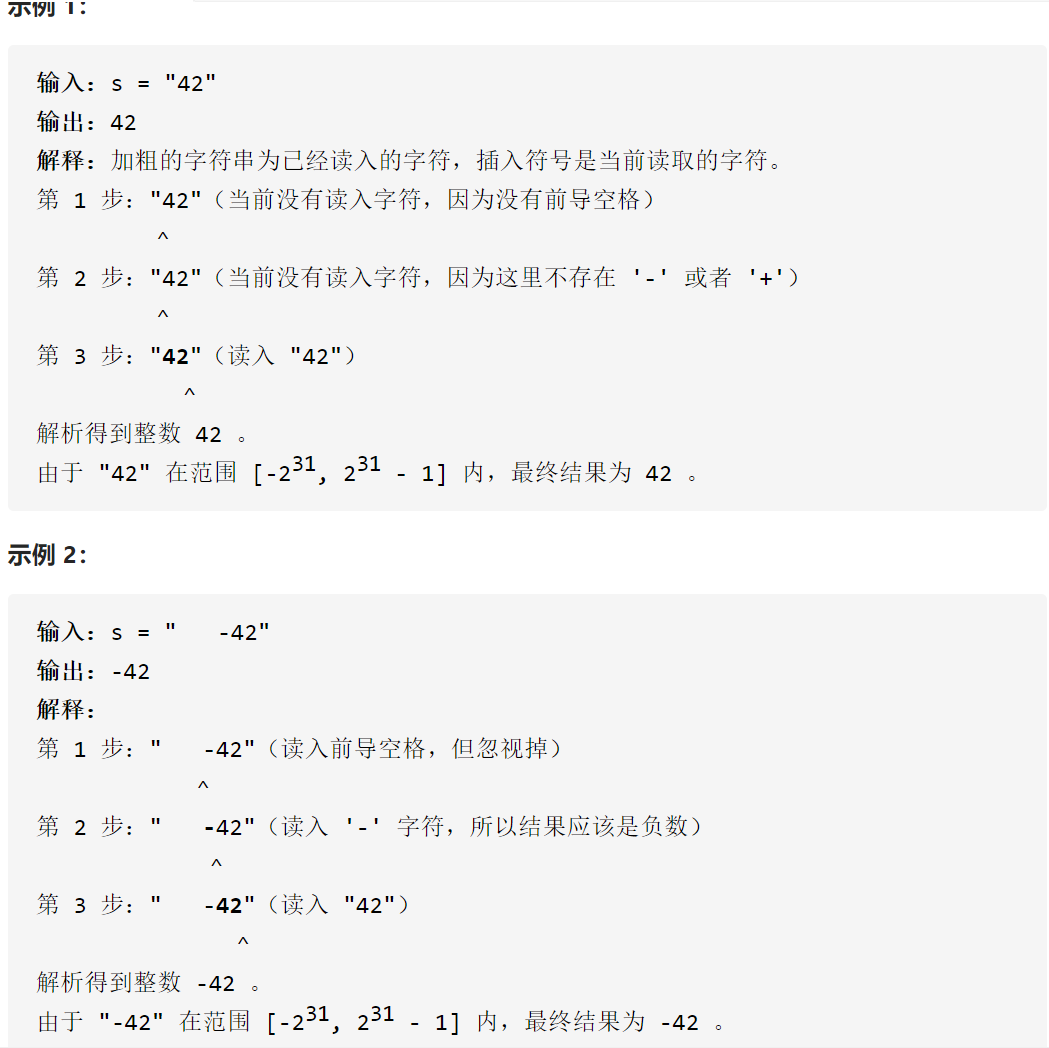 示例 1：
输入：s = "42"
输出：42
解释：加粗的字符串为已经读入的字符，插入符号是当前读取的字符。
第 1 步："42"（当前没有读入字符，因为没有前导空格）
^
第 2 步："42"（当前没有读入字符，因为这里不存在 '-' 或者 '+'）
^
第 3 步："42"（读入 "42"）
^
解析得到整数 42 。
由于 "42" 在范围 [-2^31, 2^31 - 1] 内，最终结果为 42 。
示例 2：
输入：s = "   -42"
输出：-42
解释：
第 1 步："   -42"（读入前导空格，但忽视掉）
^
第 2 步："   -42"（读入 '-' 字符，所以结果应该是负数）
^
第 3 步："   -42"（读入 "42"）
^
解析得到整数 -42 。
由于 "-42" 在范围 [-2^31, 2^31 - 1] 内，最终结果为 -42 。